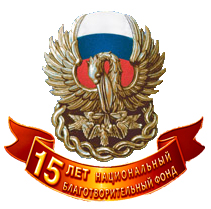 15 ЛЕТ НАЦИОНАЛЬНЫЙ
БЛАГОТВОРИТЕЛЬНЫЙ ФОНД